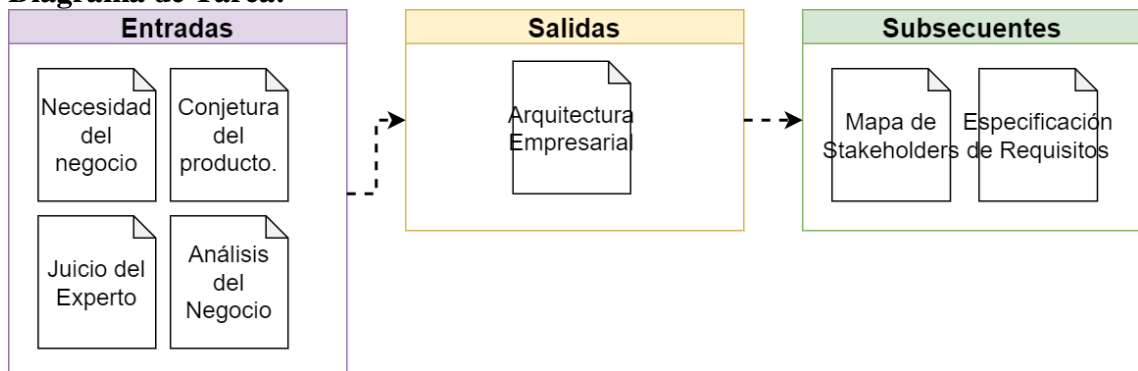 Diagrama de Tarea:
Entradas
Necesidad
del
negocio
Conjetura
del
producto.
Juicio del
Experto
Análisis
del
Negocio
Salidas
Arquitectura
Empresarial
Subsecuentes
Mapa de
Stakeholders
Especificación
de Requisitos